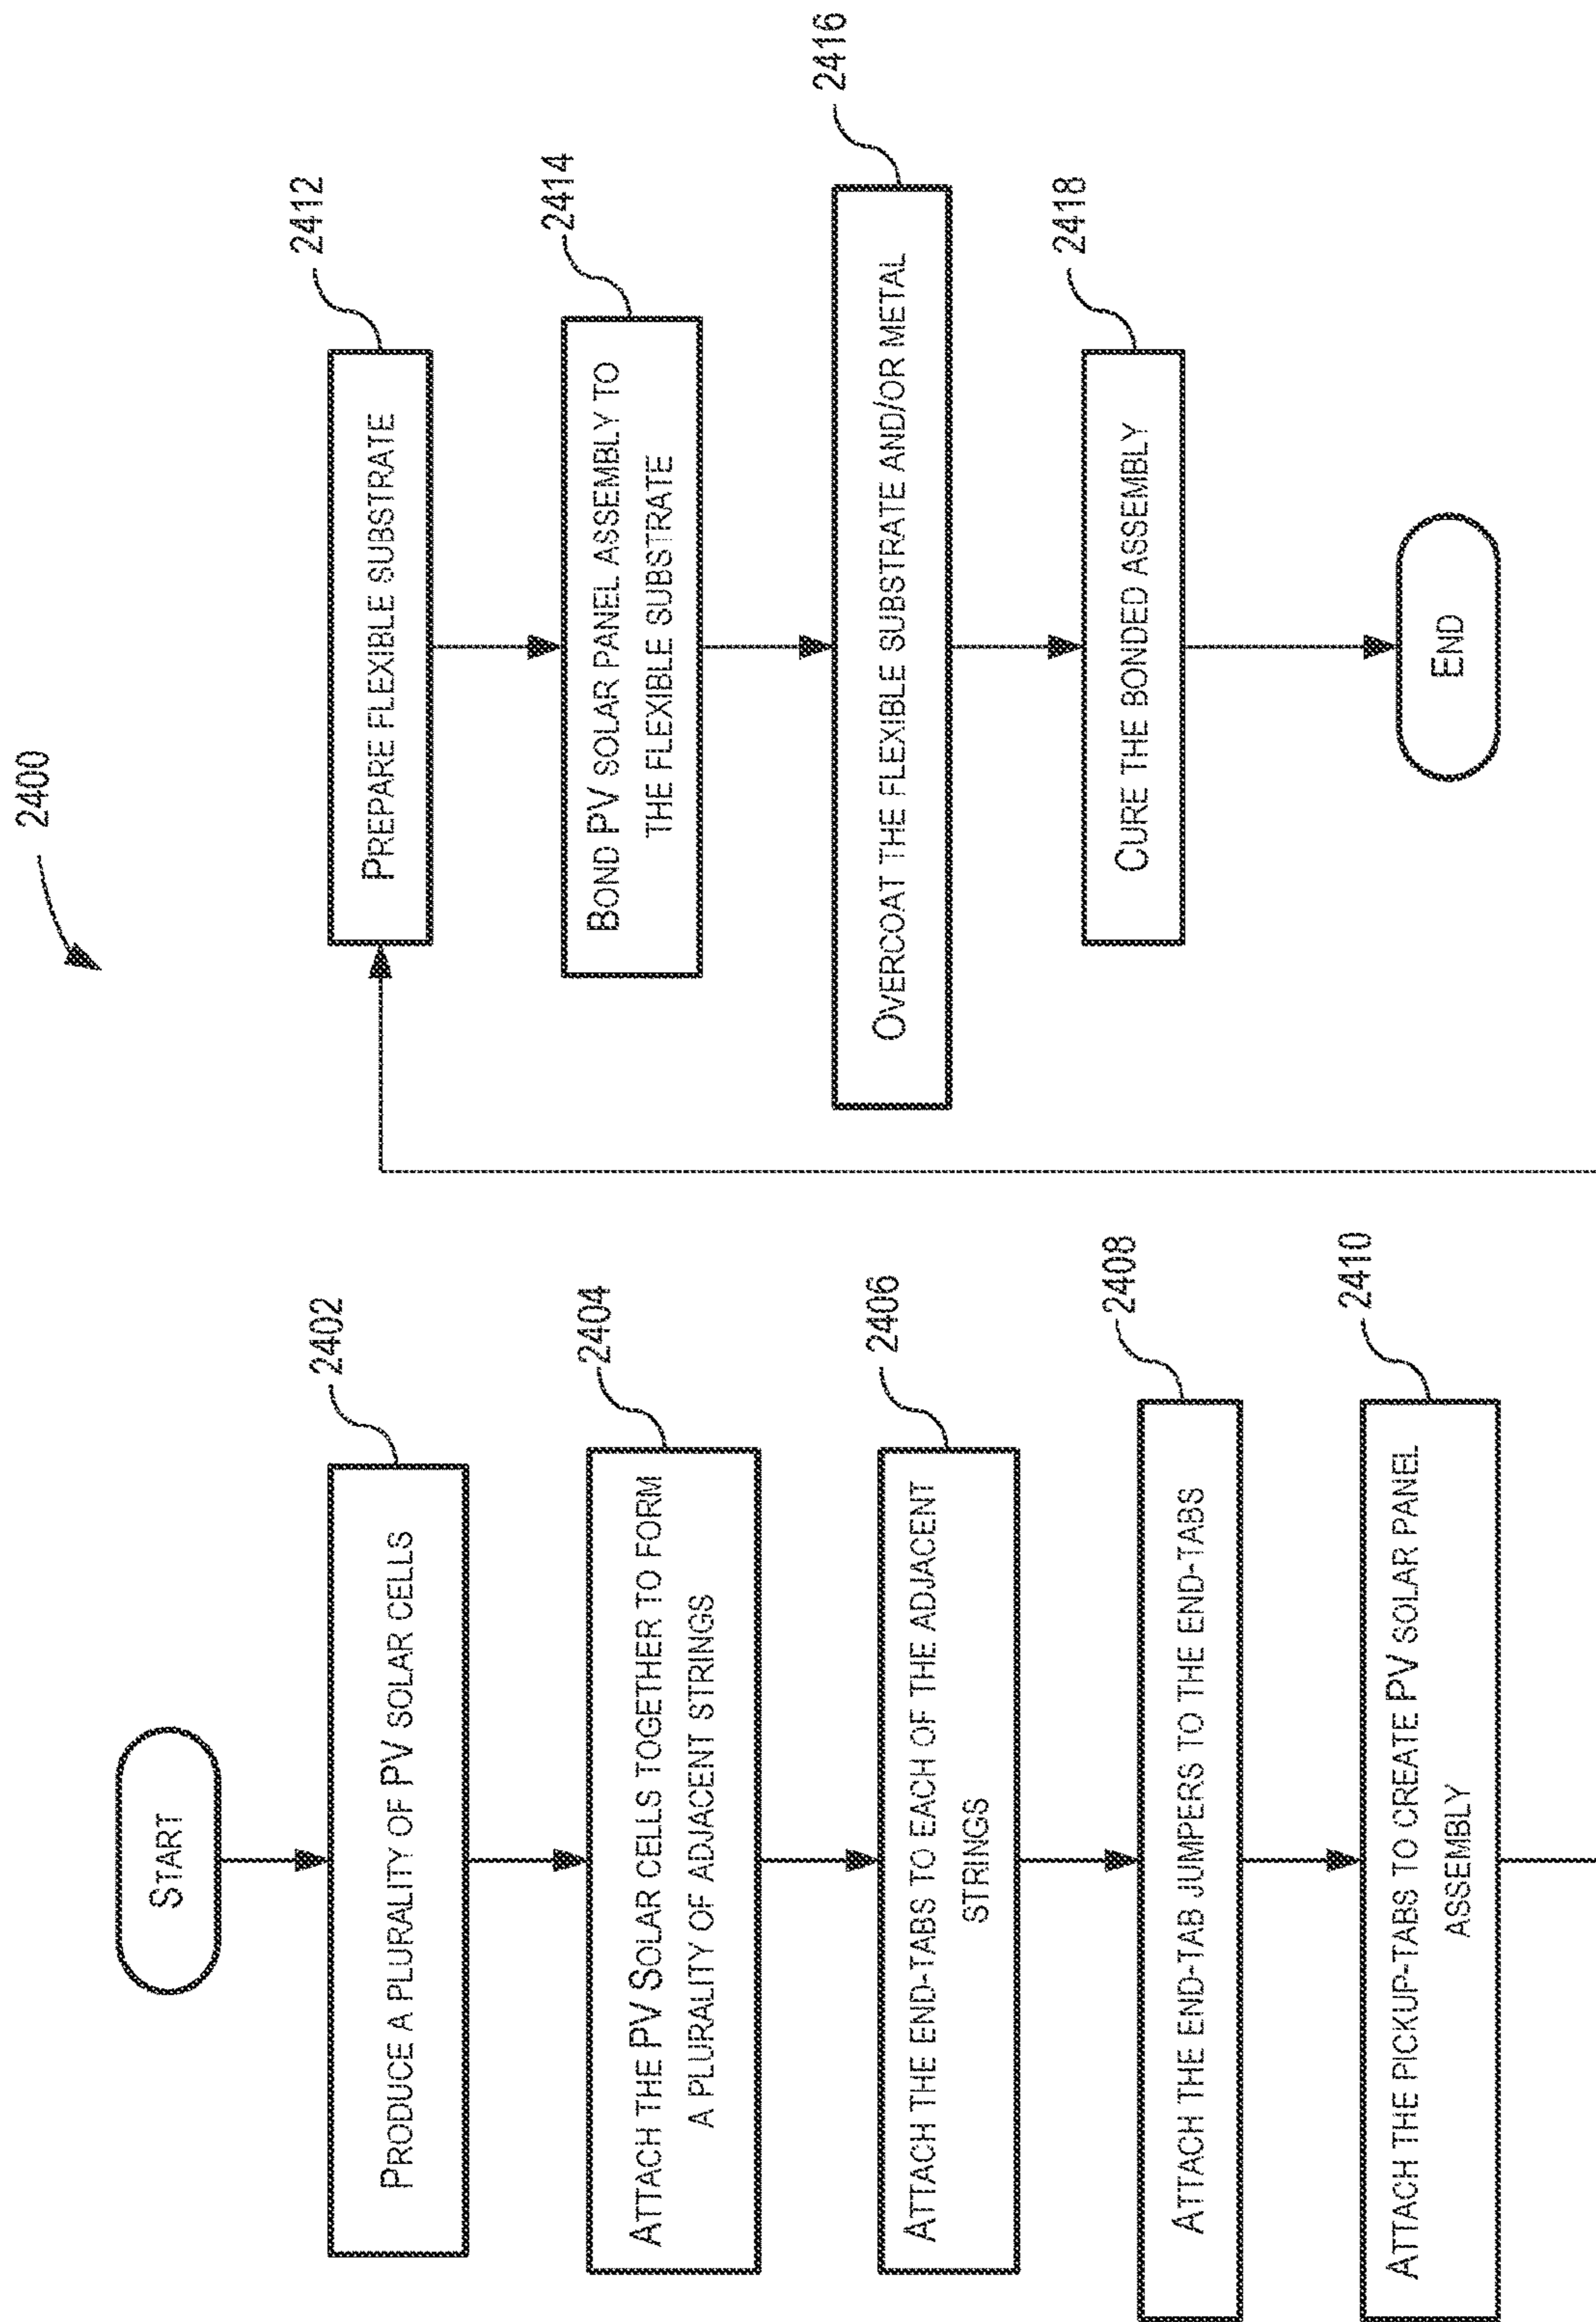 2400
START
PRODUCE A PLURALITY OF PV SOLAR CELLS
2402
ATTACH THE PV SOLAR CELLS TOGETHER TO FORM
A PLURALITY OF ADJACENT STRINGS
2404
ATTACH THE END-TABS TO EACH OF THE ADJACENT
STRINGS
2406
ATTACH THE END-TAB JUMPERS TO THE END-TABS
2408
ATTACH THE PICKUP-TABS TO CREATE PV SOLAR PANEL
ASSEMBLY
2410
PREPARE FLEXIBLE SUBSTRATE
2412
BOND PV SOLAR PANEL ASSEMBLY TO
THE FLEXIBLE SUBSTRATE
2414
OVERCOAT THE FLEXIBLE SUBSTRATE AND/OR METAL
2416
CURE THE BONDED ASSEMBLY
2418
END